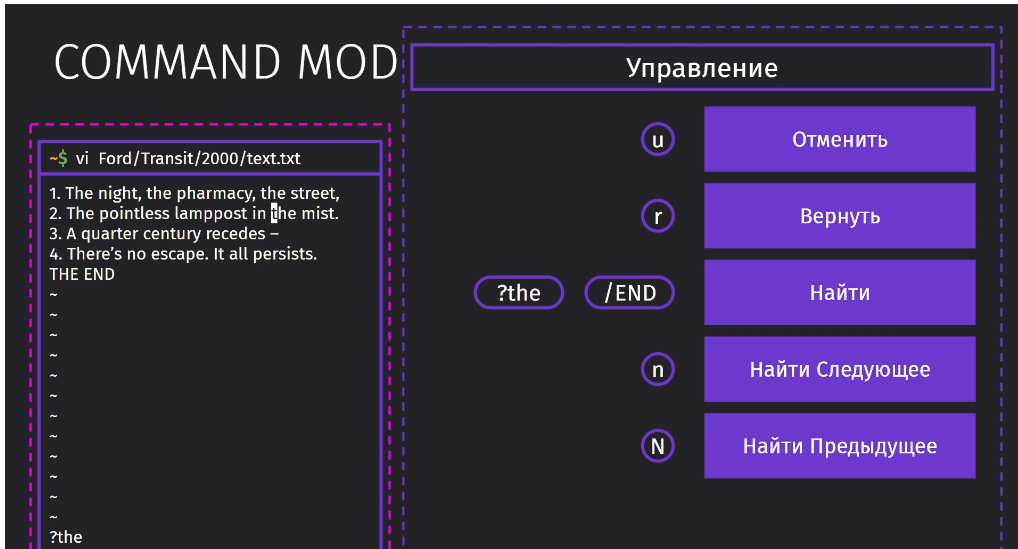 COMMAND MOD
~$ vi Ford/Transit/2000/text.txt
1. The night, the pharmacy, the street,
2. The pointless lamppost in the mist.
3. A quarter century recedes –
4. There’s no escape. It all persists.
THE END
~
~
~
~
~
~
~
~
~
~
~
~
?the
Управление
u Отменить
r Вернуть
?the /END Найти
n Найти Следующее
N Найти Предыдущее